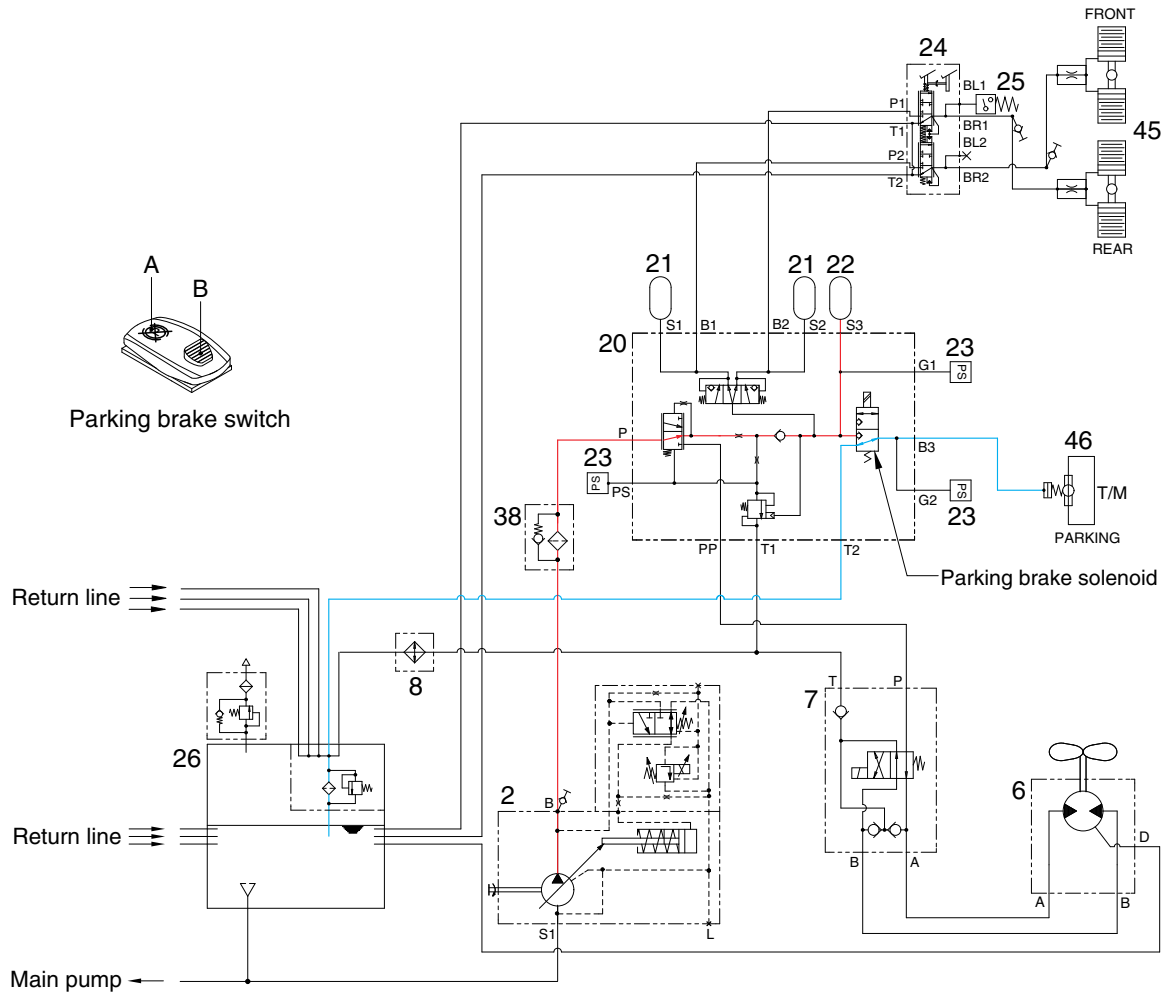 FRONT
24
25
BL1
P1
T1
BR1
BL2
P2
T2
BR2
45
REAR
A
B
Parking brake switch
21
21
22
S1
B1
B2
S2
S3
20
23
G1
PS
P
B3
46
23
PS
PS
T/M
G2
PS
23
PARKING
38
PP
T1
T2
Parking brake solenoid
Return line
8
T
P
7
26
2
B
6
Return line
D
B
A
A
B
S1
L
Main pump